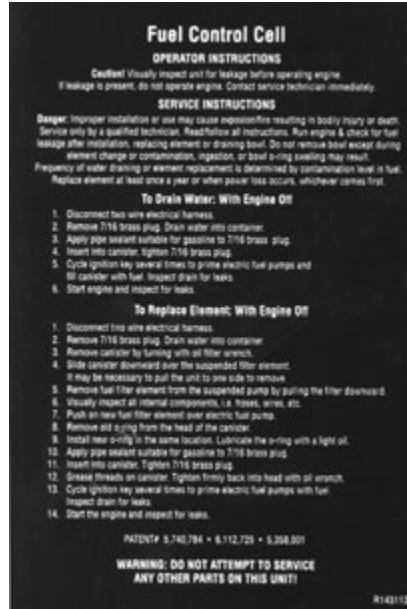 Fuel Control Cell
OPERATOR INSTRUCTIONS
Caution! Visually inspect unit for leakage before operating engine.
If leakage is present, do not operate engine. Contact service technician immediately.
SERVICE INSTRUCTIONS
Danger: Improper installation or use may cause explosion/fire resulting in bodily injury or death.
Service only by a qualified technician. Read/follow all instructions. Run engine & check for fuel
leakage after installation, replacing element or draining bowl. Do not remove bowl except during
element change or contamination, ingestion, or bowl o-ring swelling may result.
Frequency of water draining or element replacement is determined by contamination level in fuel.
Replace element at least once a year or when power loss occurs, whichever comes first.
To Drain Water: With Engine Off
1. Disconnect two wire electrical harness.
2. Remove 7/16 brass plug. Drain water into container.
3. Apply pipe sealant suitable for gasoline to 7/16 brass plug.
4. Insert into canister, tighten 7/16 brass plug.
5. Cycle ignition key several times to prime electric fuel pumps and
fill canister with fuel. Inspect drain for leaks.
6. Start engine and inspect for leaks.
To Replace Element: With Engine Off
1. Disconnect two wire electrical harness.
2. Remove 7/16 brass plug. Drain water into container.
3. Remove canister by turning with oil filter wrench.
4. Slide canister downward over the suspended filter element.
It may be necessary to pull the unit to one side to remove.
5. Remove fuel filter element from the suspended pump by pulling the filter downward.
6. Visually inspect all internal components, i.e. hoses, wires, etc.
7. Push on new fuel filter element over electric fuel pump.
8. Remove old o-ring from the head of the canister.
9. Install new o-ring in the same location. Lubricate the o-ring with a light oil.
10. Apply pipe sealant suitable for gasoline to 7/16 brass plug.
11. Insert into canister. Tighten 7/16 brass plug.
12. Grease threads on canister. Tighten firmly back into head with oil wrench.
13. Cycle ignition key several times to prime electric fuel pumps with fuel.
Inspect drain for leaks.
14. Start the engine and inspect for leaks.
PATENT# 5,740,784 • 6,112,725 • 5,358,001
WARNING: DO NOT ATTEMPT TO SERVICE
ANY OTHER PARTS ON THIS UNIT!